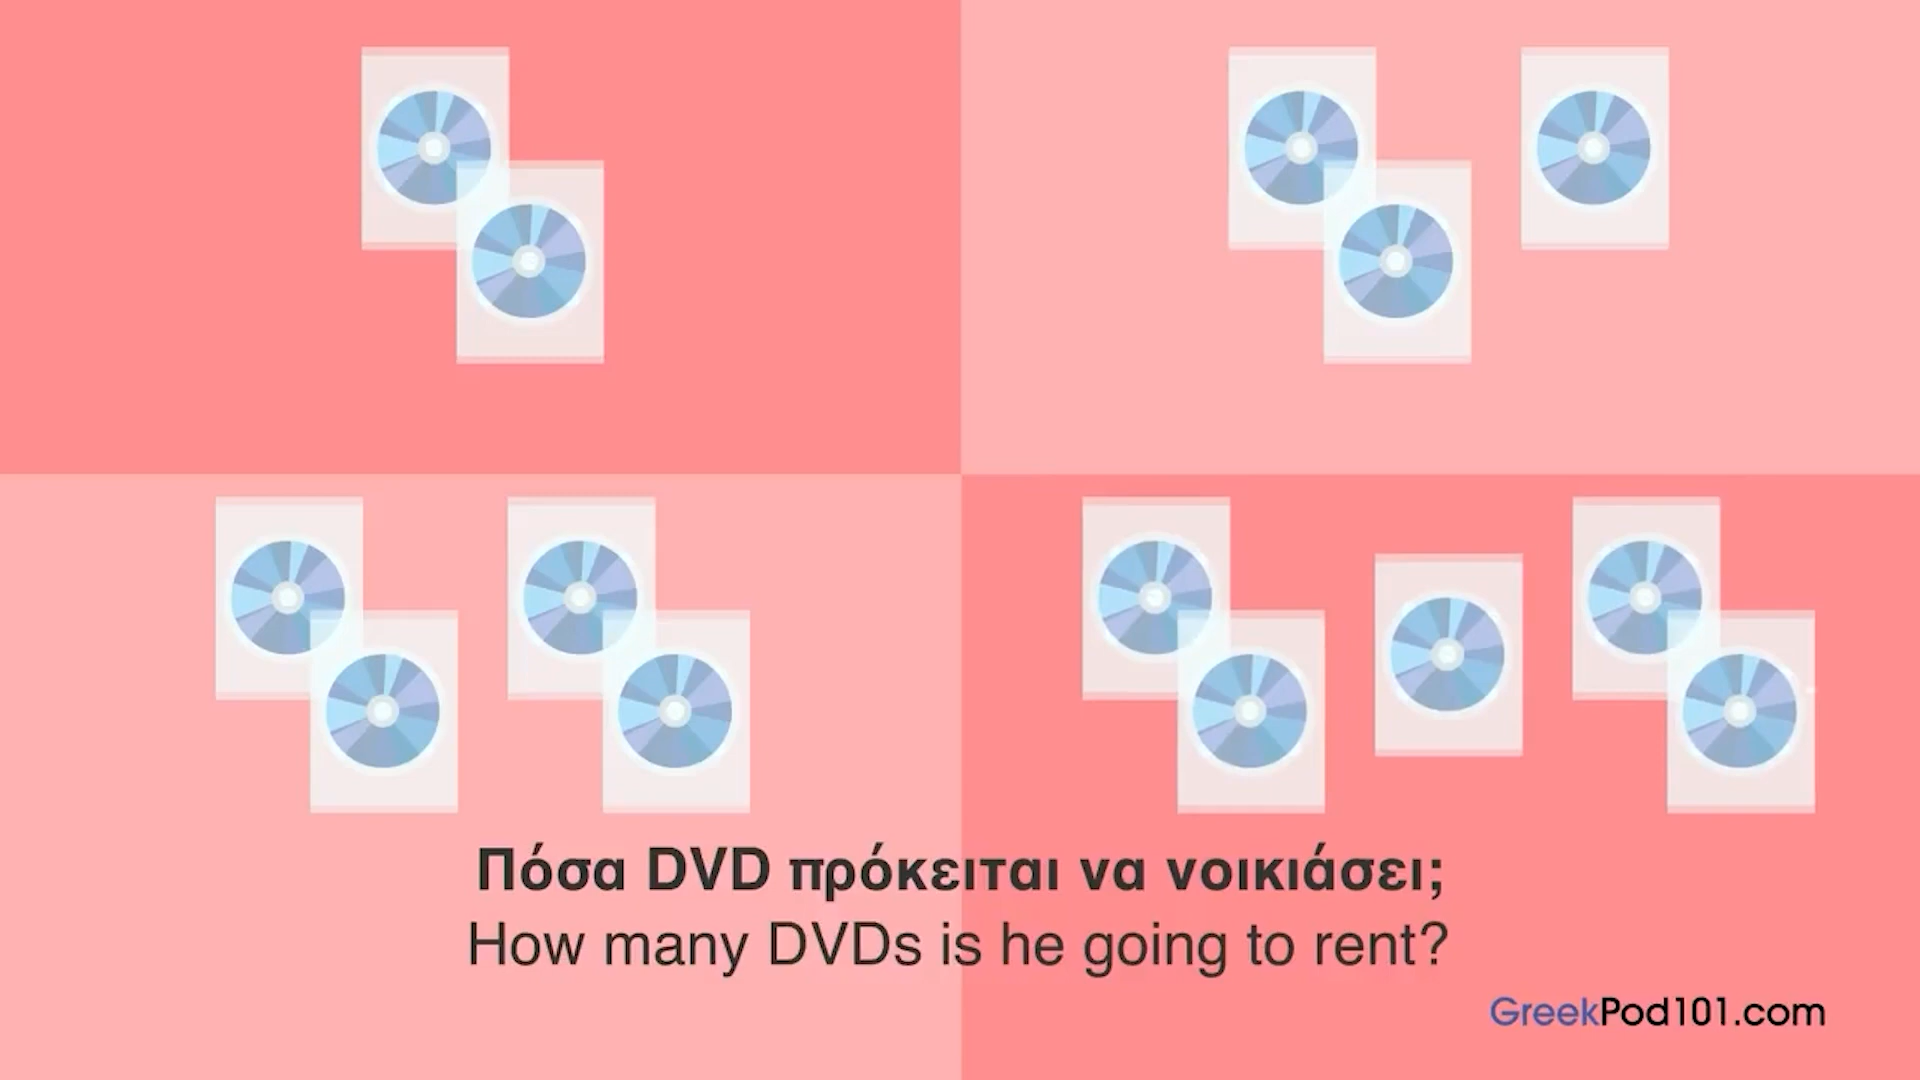 Πόσα DVD πρόκειται να νοικιάσει;
How many DVDs is he going to rent?
GreekPod101.com